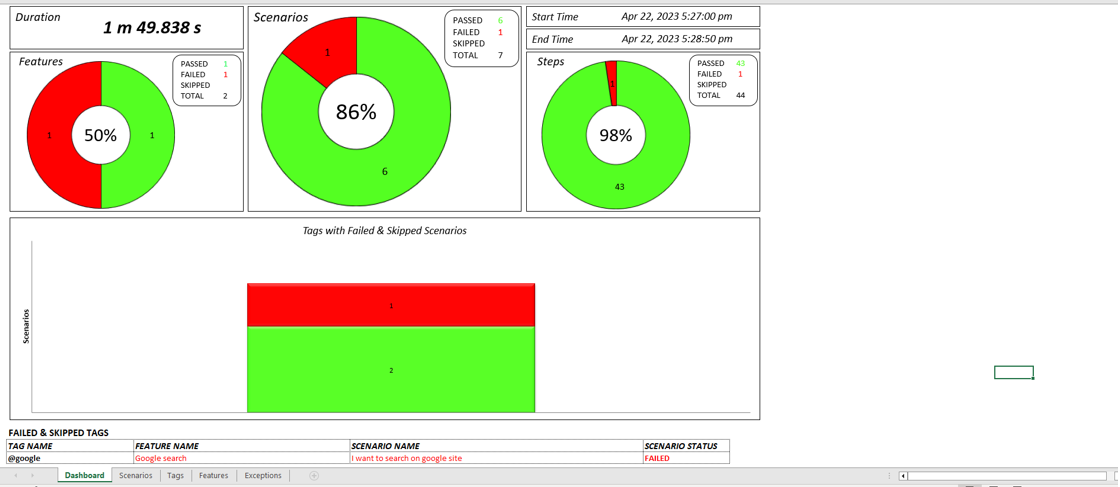 Duration
1 m 49.838 s
Features
PASSED 1
FAILED 1
SKIPPED
TOTAL 2
1
50%
1
Scenarios
PASSED 6
FAILED 1
SKIPPED
TOTAL 7
1
86%
6
Start Time Apr 22, 2023 5:27:00 pm
End Time Apr 22, 2023 5:28:50 pm
Steps
PASSED 43
FAILED 1
SKIPPED
TOTAL 44
1
98%
43
Tags with Failed & Skipped Scenarios
Scenarios
1
2
FAILED & SKIPPED TAGS
TAG NAME FEATURE NAME SCENARIO NAME SCENARIO STATUS
@google Google search I want to search on google site FAILED
Dashboard Scenarios Tags Features Exceptions